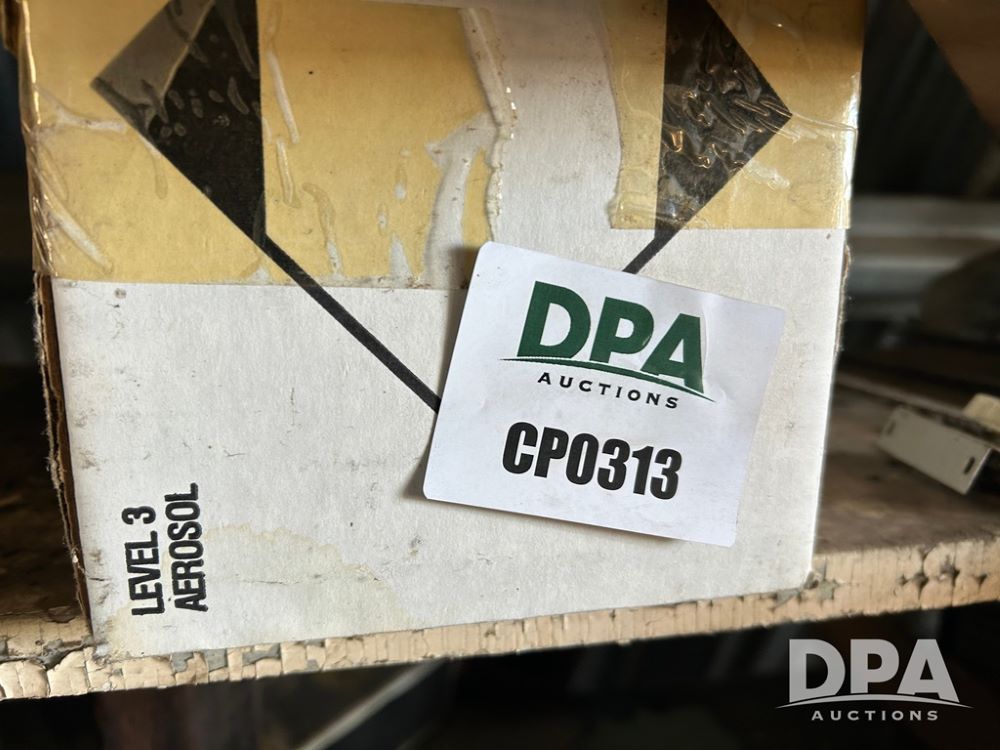 DPA
AUCTIONS
CP0313
LEVEL 3
AEROSOL
DPA
AUCTIONS